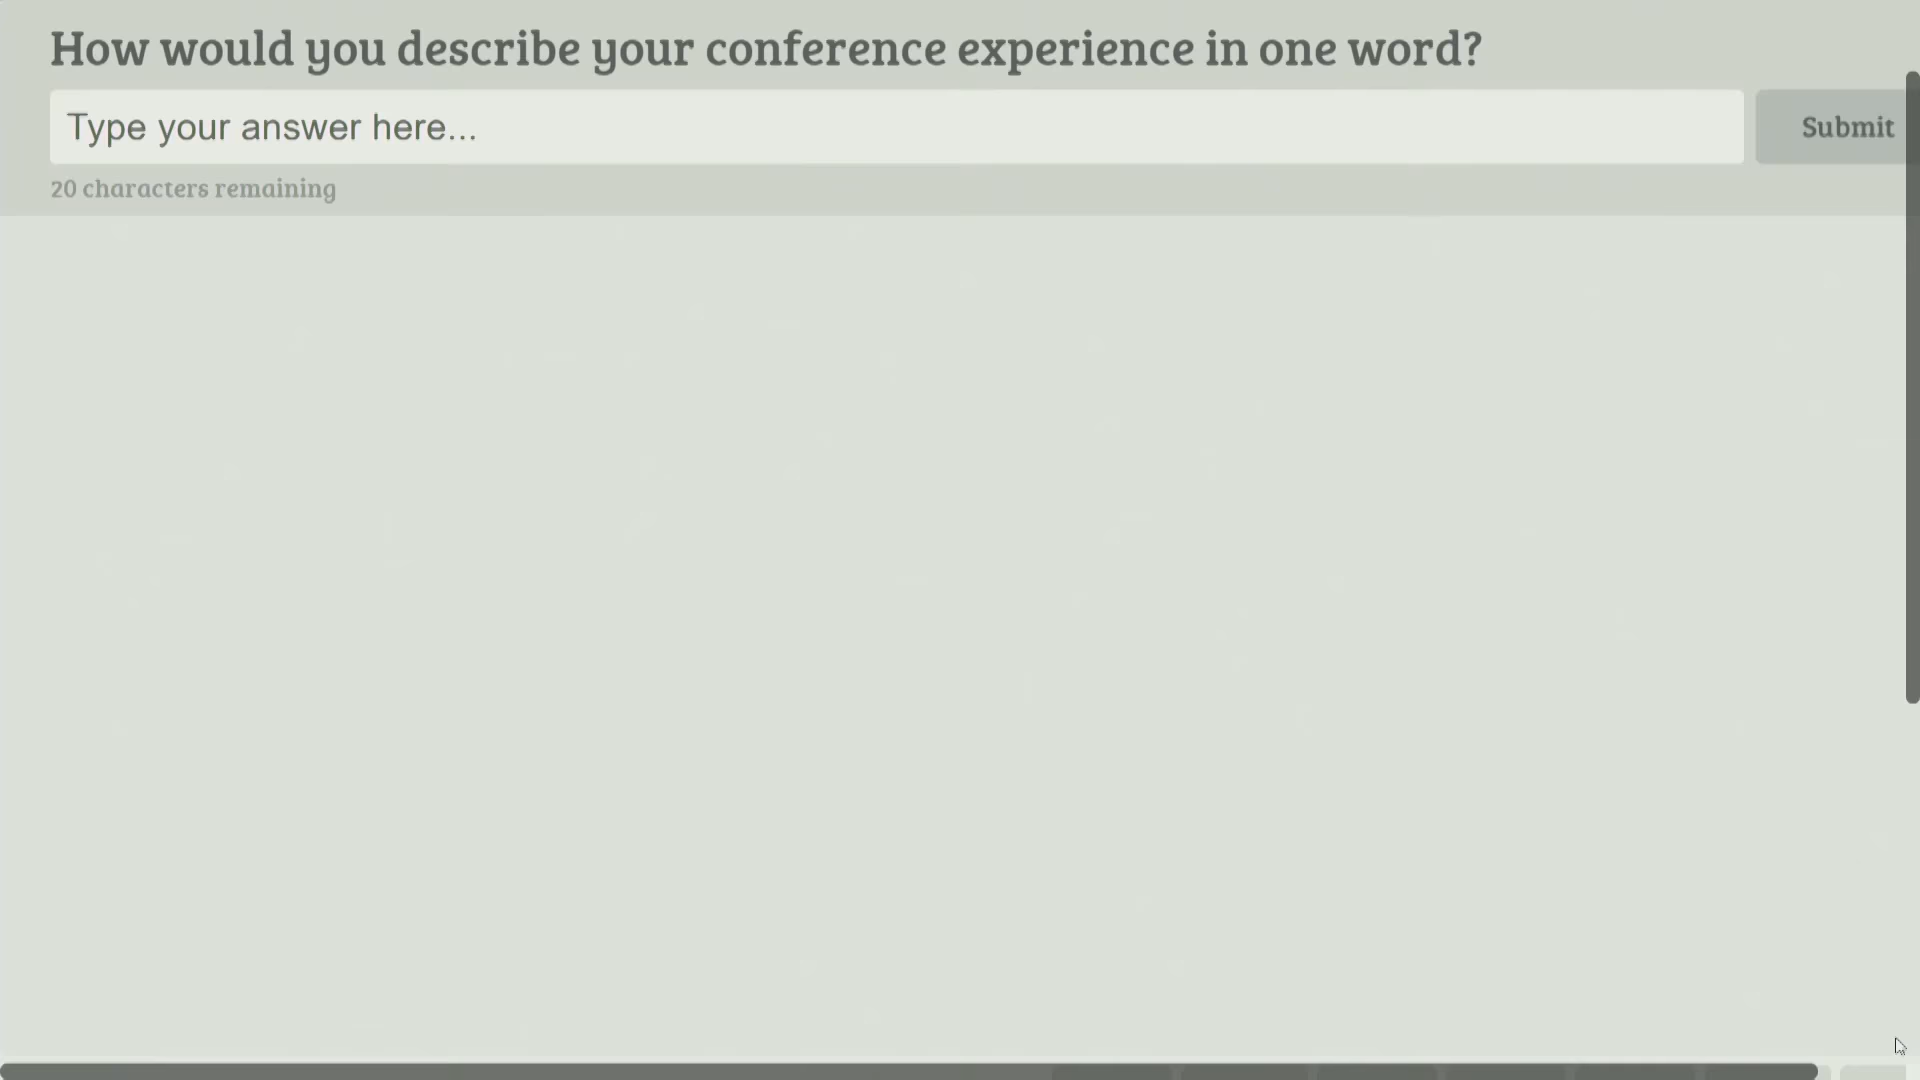 How would you describe your conference experience in one word?
Type your answer here...
Submit
20 characters remaining